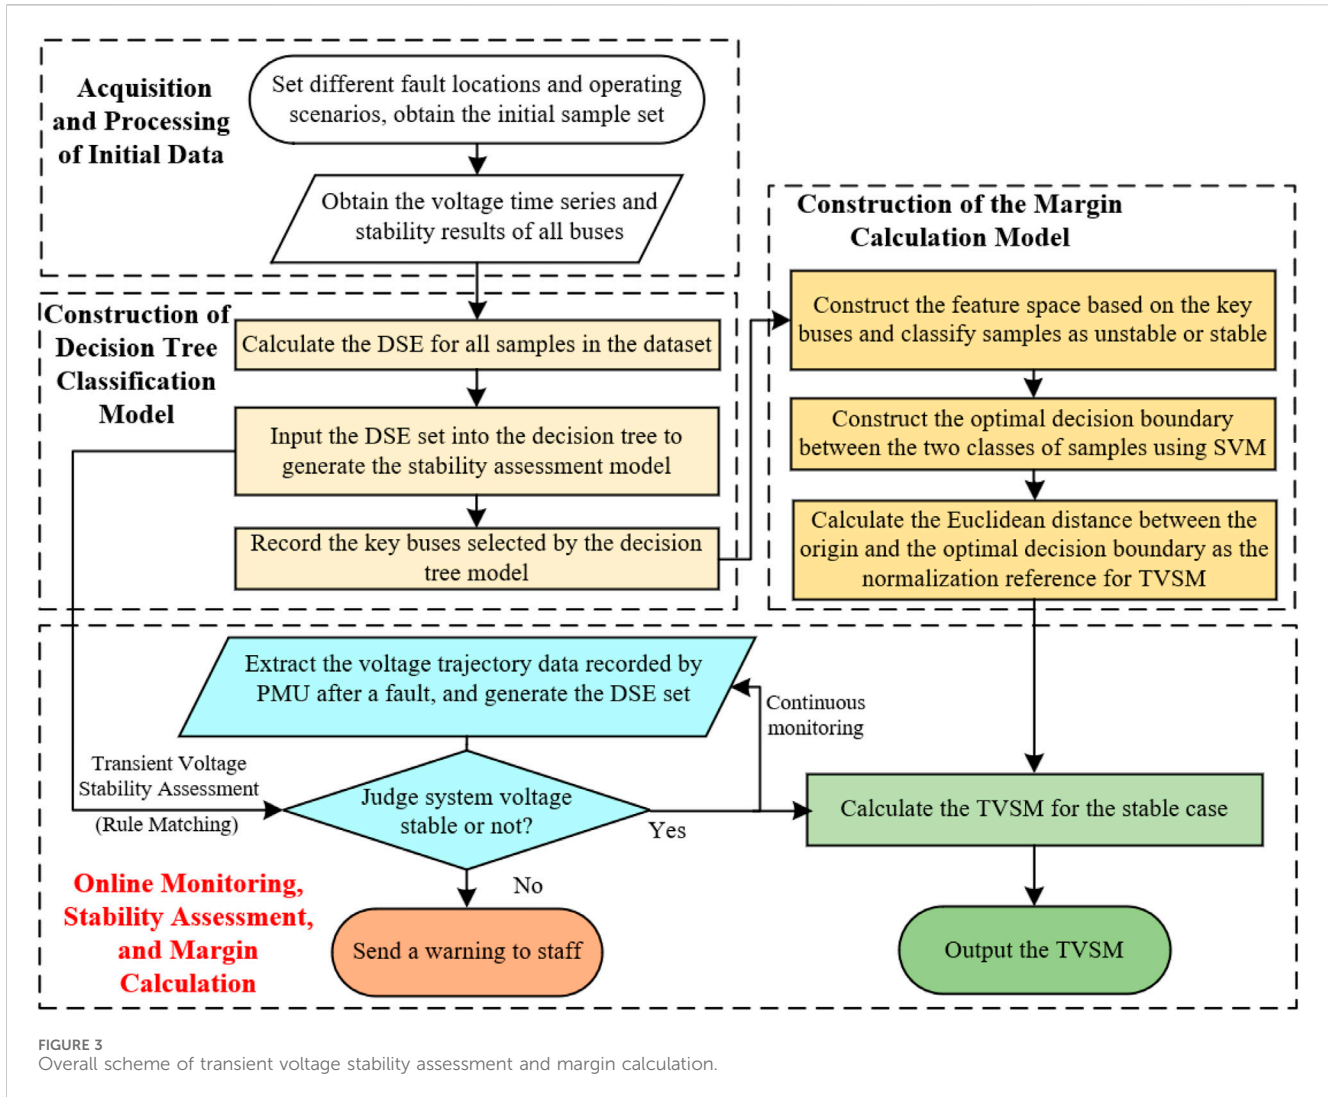 Acquisition
and Processing
of Initial Data
Set different fault locations and operating
scenarios, obtain the initial sample set
Obtain the voltage time series and
stability results of all buses
Construction of
Decision Tree
Classification
Model
Calculate the DSE for all samples in the dataset
Input the DSE set into the decision tree to
generate the stability assessment model
Record the key buses selected by the decision
tree model
Construction of the Margin
Calculation Model
Construct the feature space based on the key
buses and classify samples as unstable or stable
Construct the optimal decision boundary
between the two classes of samples using SVM
Calculate the Euclidean distance between the
origin and the optimal decision boundary as the
normalization reference for TVSM
Extract the voltage trajectory data recorded by
PMU after a fault, and generate the DSE set
Continuous
monitoring
Transient Voltage
Stability Assessment
(Rule Matching)
Judge system voltage
stable or not?
Yes
No
Calculate the TVSM for the stable case
Online Monitoring,
Stability Assessment,
and Margin
Calculation
Send a warning to staff
Output the TVSM
FIGURE 3
Overall scheme of transient voltage stability assessment and margin calculation.